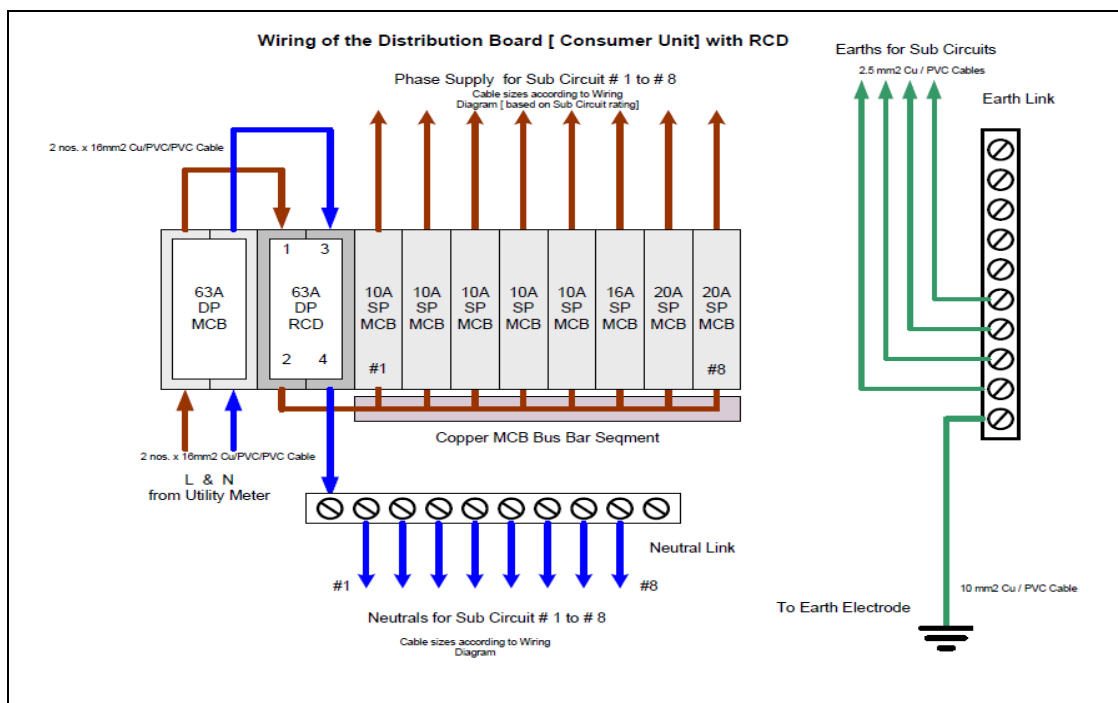 Wiring of the Distribution Board [ Consumer Unit] with RCD
Phase Supply for Sub Circuit # 1 to # 8
Cable sizes according to Wiring
Diagram [ based on Sub Circuit rating]
2 nos. x 16mm2 Cu/PVC/PVC Cable
63A
DP
MCB
1 3
63A
DP
RCD
2 4
10A
SP
MCB
#1
10A
SP
MCB
10A
SP
MCB
10A
SP
MCB
10A
SP
MCB
16A
SP
MCB
20A
SP
MCB
20A
SP
MCB
#8
Copper MCB Bus Bar Seqment
2 nos. x 16mm2 Cu/PVC/PVC Cable
L & N
from Utility Meter
Neutral Link
#1
#8
Neutrals for Sub Circuit # 1 to # 8
Cable sizes according to Wiring
Diagram
Earths for Sub Circuits
2.5 mm2 Cu / PVC Cables
Earth Link
10 mm2 Cu / PVC Cable
To Earth Electrode